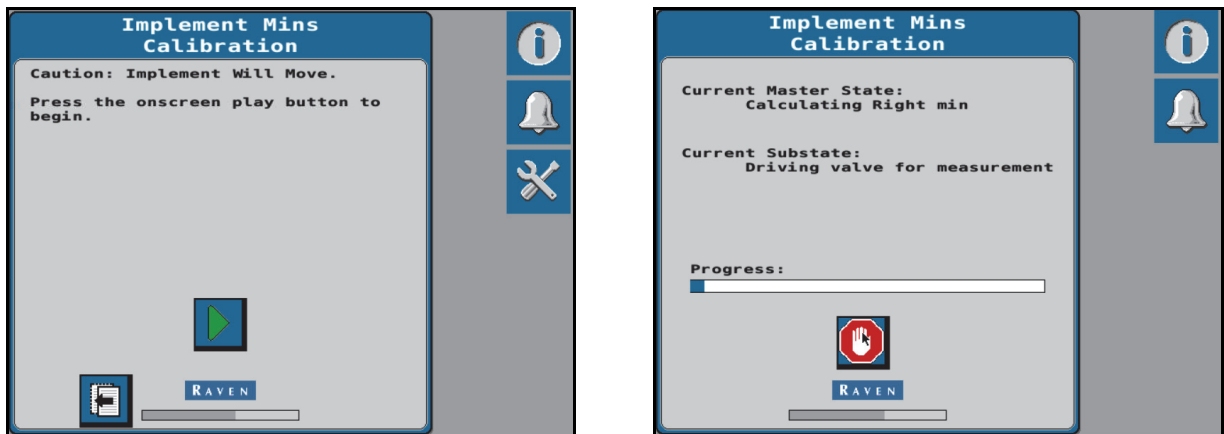 Implement Mins
Calibration
Caution: Implement Will Move.
Press the onscreen play button to
begin.
RAVEN
Implement Mins
Calibration
Current Master State:
Calculating Right min
Current Substate:
Driving valve for measurement
Progress:
RAVEN